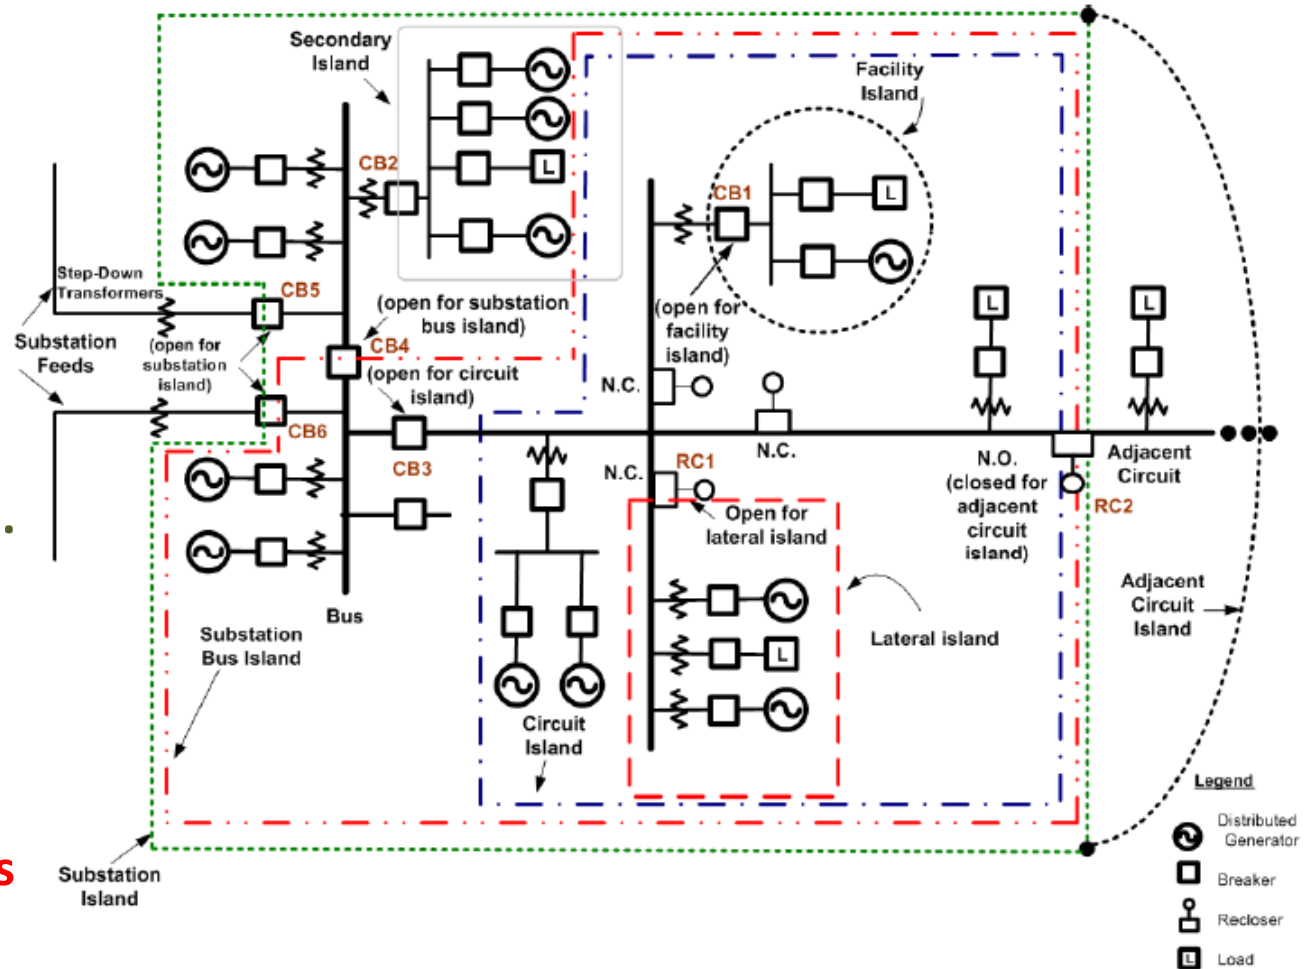 Secondary
Island
Facility
Island
CB2
L
CB1
L
Step-Down
Transformers
CB5
(open for substation
bus island)
(open for
facility
island)
L
L
Substation
Feeds
(open for
substation
island)
CB4
(open for circuit
island)
N.C.
CB6
N.C.
CB3
N.C.
RC1
N.O.
(closed for
adjacent
circuit
island)
Adjacent
Circuit
RC2
Open for
lateral island
Bus
Substation
Bus Island
L
Lateral island
Adjacent
Circuit
Island
Circuit
Island
Legend
Distributed
Generator
Breaker
Recloser
L
Load
s
Substation
Island